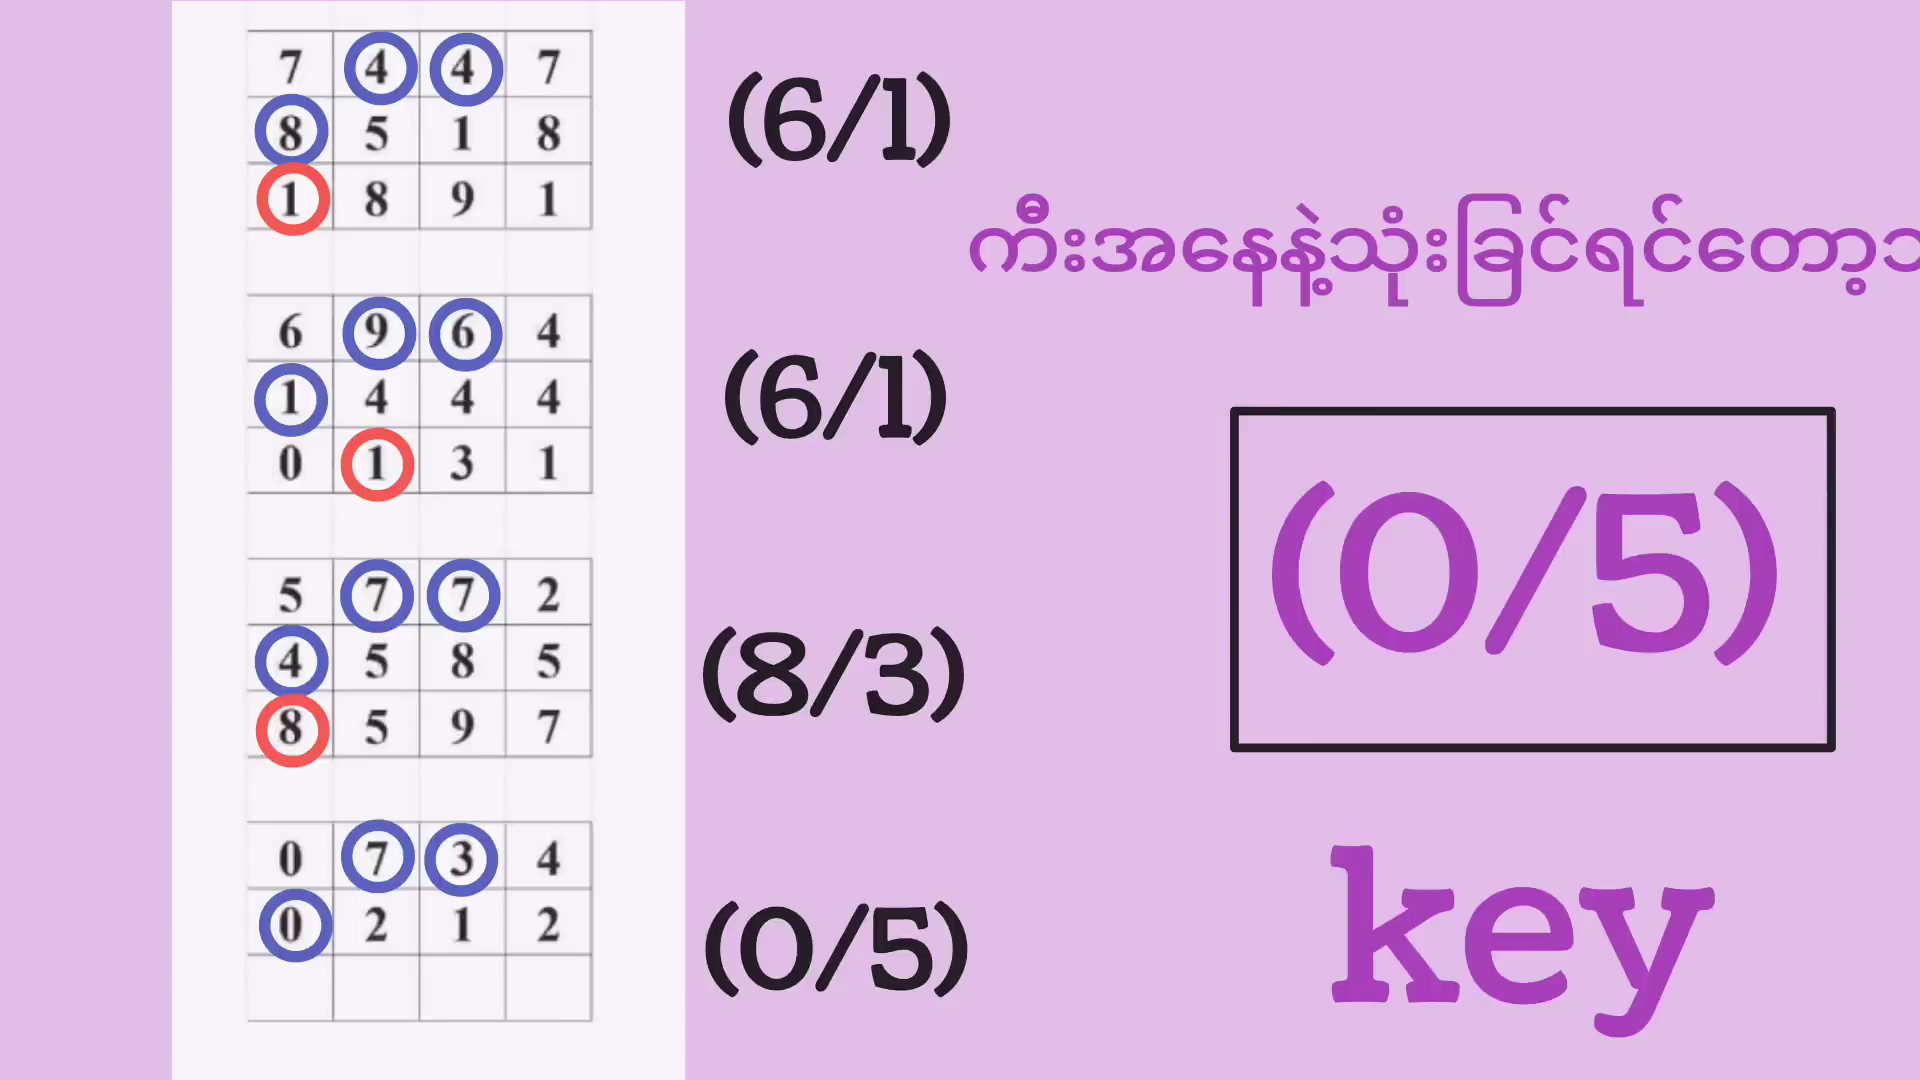 7 4 4 7
8 5 1 8
1 8 9 1
6 9 6 4
1 4 4 4
0 1 3 1
5 7 7 2
4 5 8 5
8 5 9 7
0 7 3 4
0 2 1 2
(6/1)
(6/1)
(8/3)
(0/5)
ကီးအနေနဲ့သုံးခြင်ရင်တော့
(0/5)
key